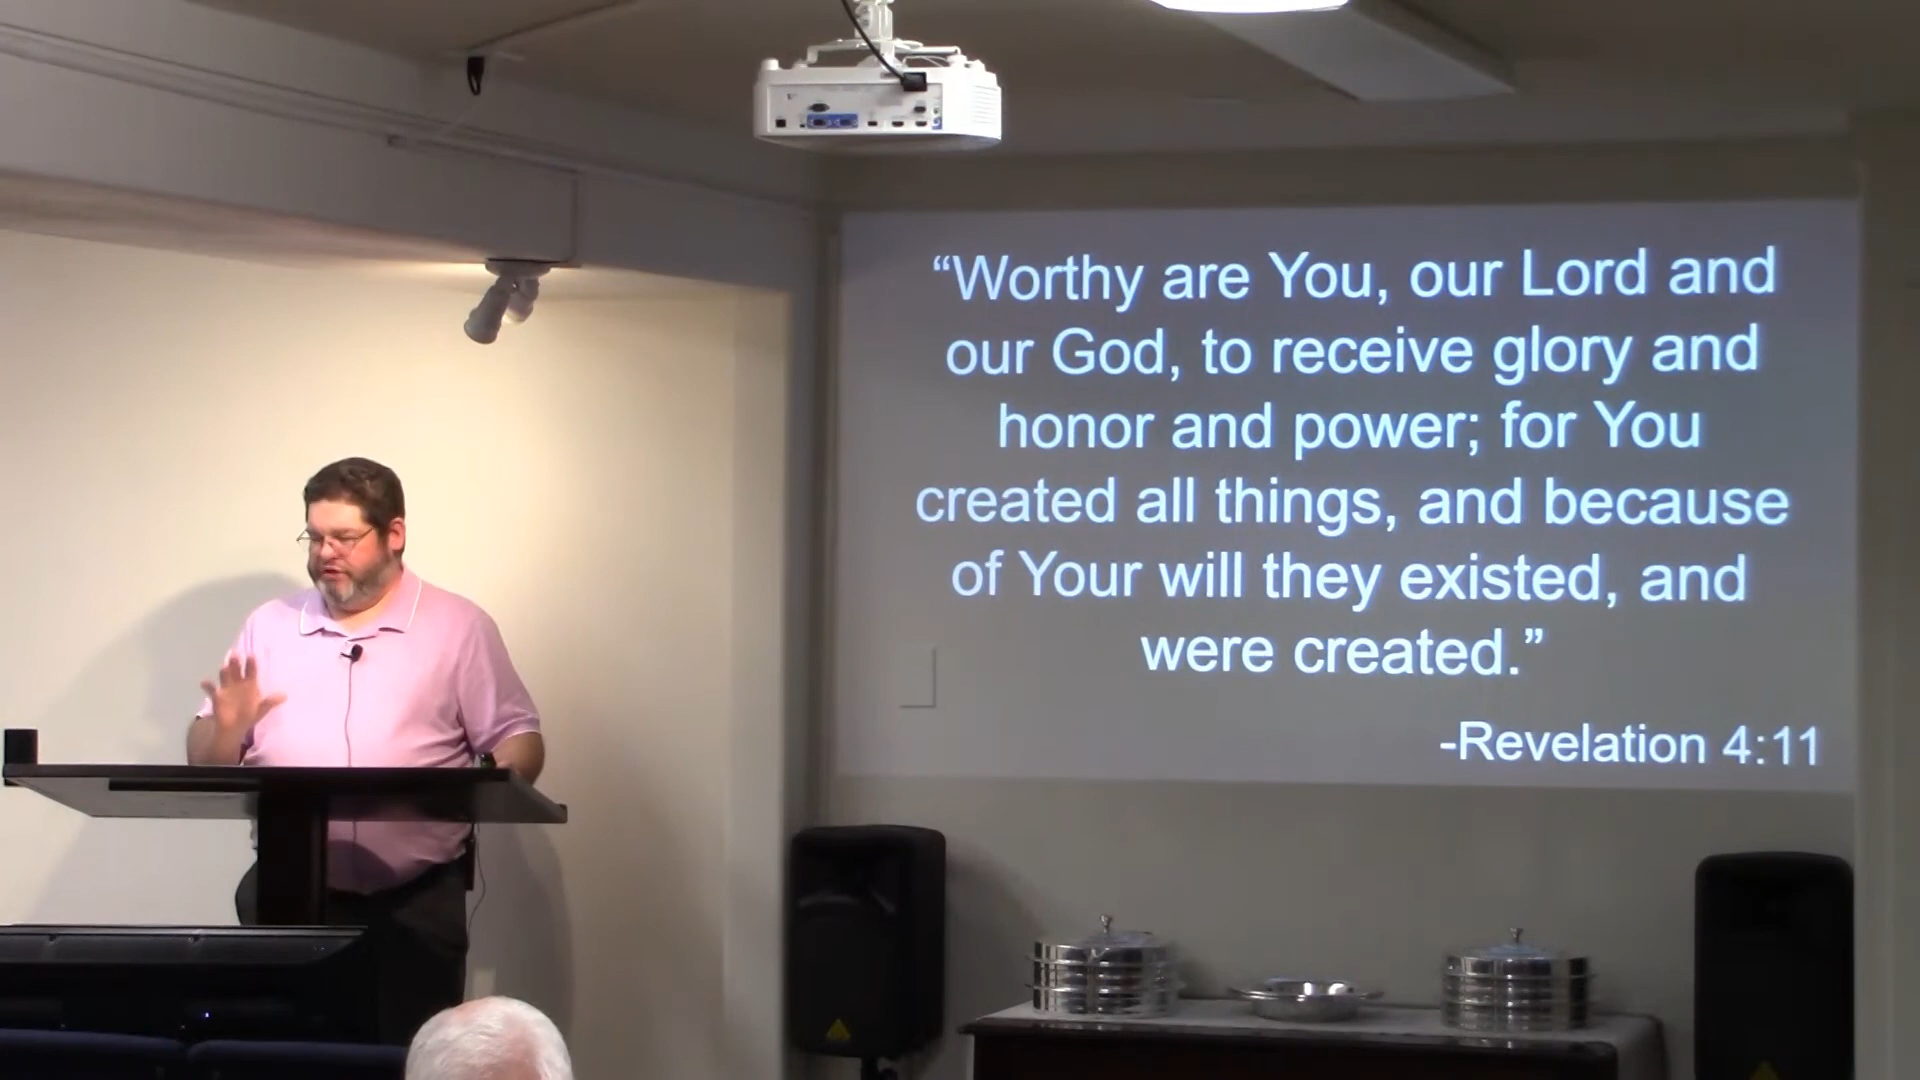 “Worthy are You, our Lord and
our God, to receive glory and
honor and power; for You
created all things, and because
of Your will they existed, and
were created.”
-Revelation 4:11